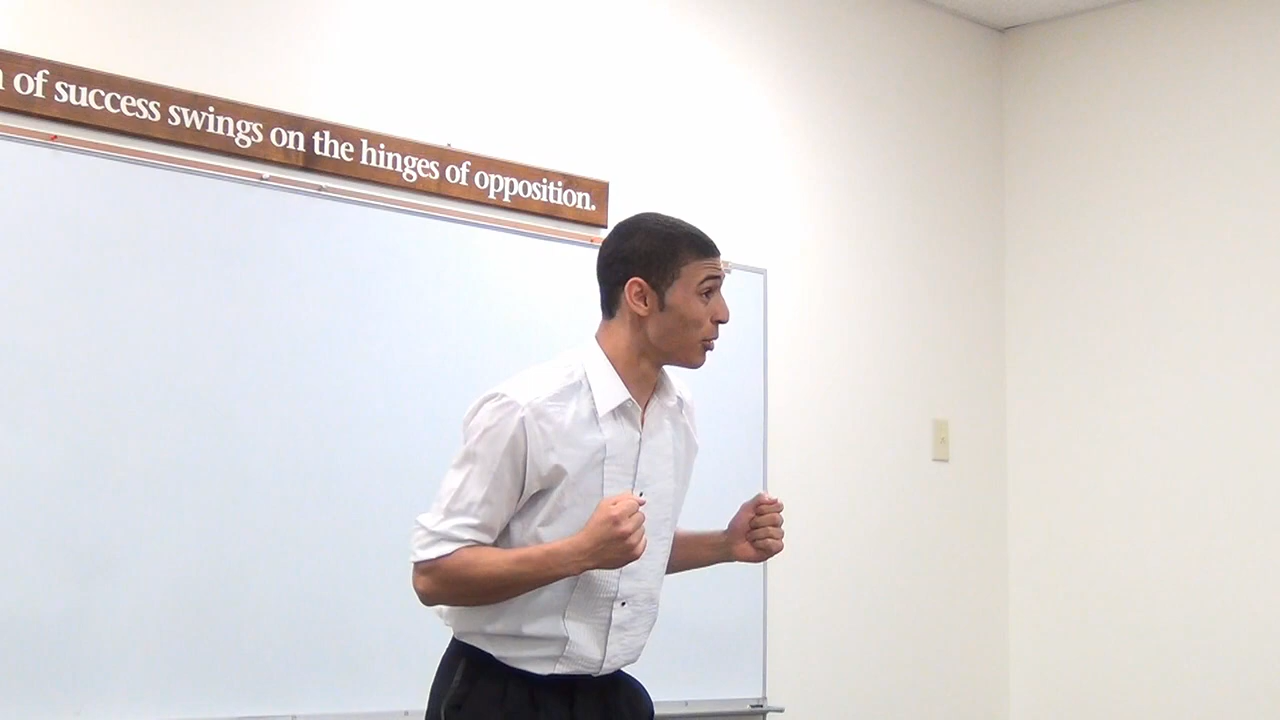 of success swings on the hinges of opposition.